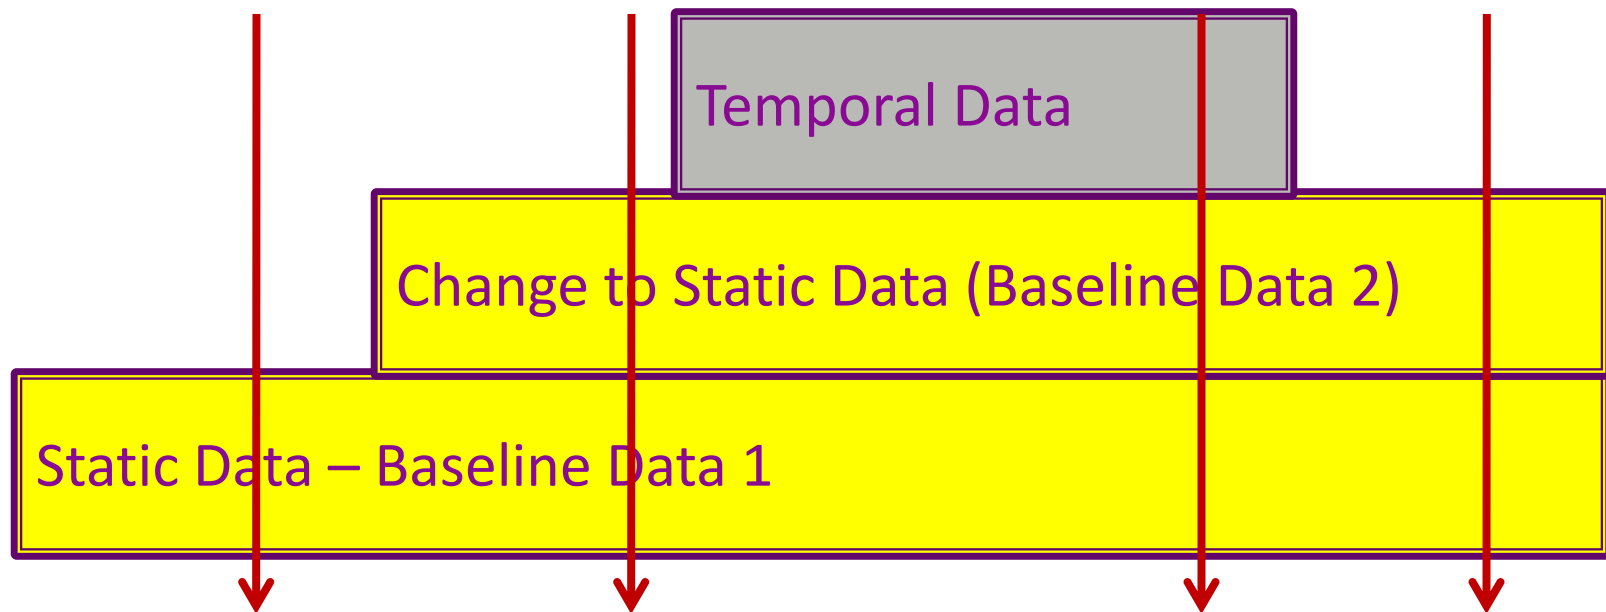 Temporal Data
Change to Static Data (Baseline Data 2)
Static Data – Baseline Data 1